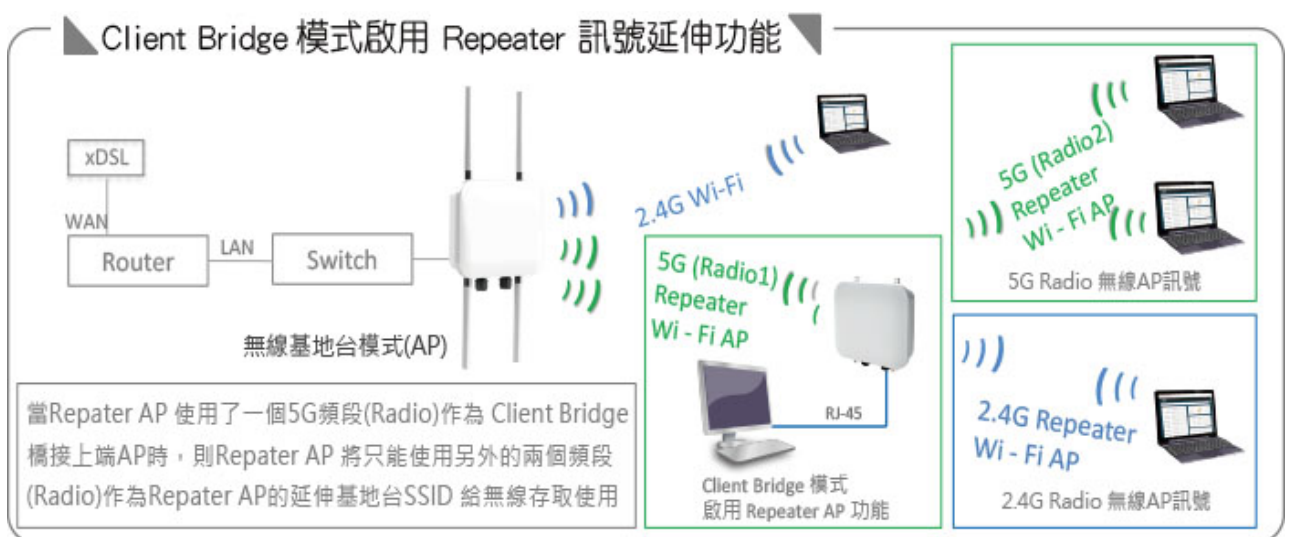 Client Bridge 模式啟用 Repeater 訊號延伸功能
xDSL
WAN
Router
LAN
Switch
無線基地台模式(AP)
2.4G Wi-Fi
5G (Radio1)
Repeater
Wi - Fi AP
RJ-45
Client Bridge 模式
啟用 Repeater AP 功能
5G (Radio2)
Repeater
Wi - Fi AP
5G Radio 無線AP訊號
2.4G Repeater
Wi - Fi AP
2.4G Radio 無線AP訊號
當Repater AP 使用了一個5G頻段(Radio)作為 Client Bridge
橋接上端AP時，則Repater AP 將只能使用另外的兩個頻段
(Radio)作為Repater AP的延伸基地台SSID 給無線存取使用